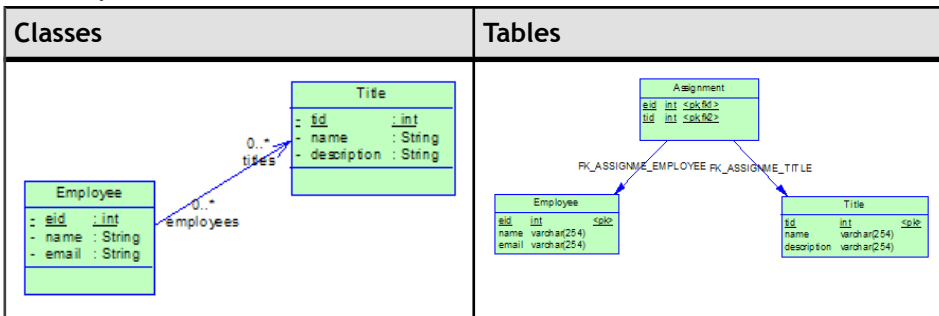 Classes
Tables
Title
- tid : int
- name : String
- description : String
0..*
titles
Employee
- eid : int
- name : String
- email : String
0..*
employees
Assignment
eid int <pk,fk1>
tid int <pk,fk2>
FK_ASSIGNME_EMPLOYEE FK_ASSIGNME_TITLE
Employee
eid int <pk>
name varchar(254)
email varchar(254)
Title
tid int <pk>
name varchar(254)
description varchar(254)